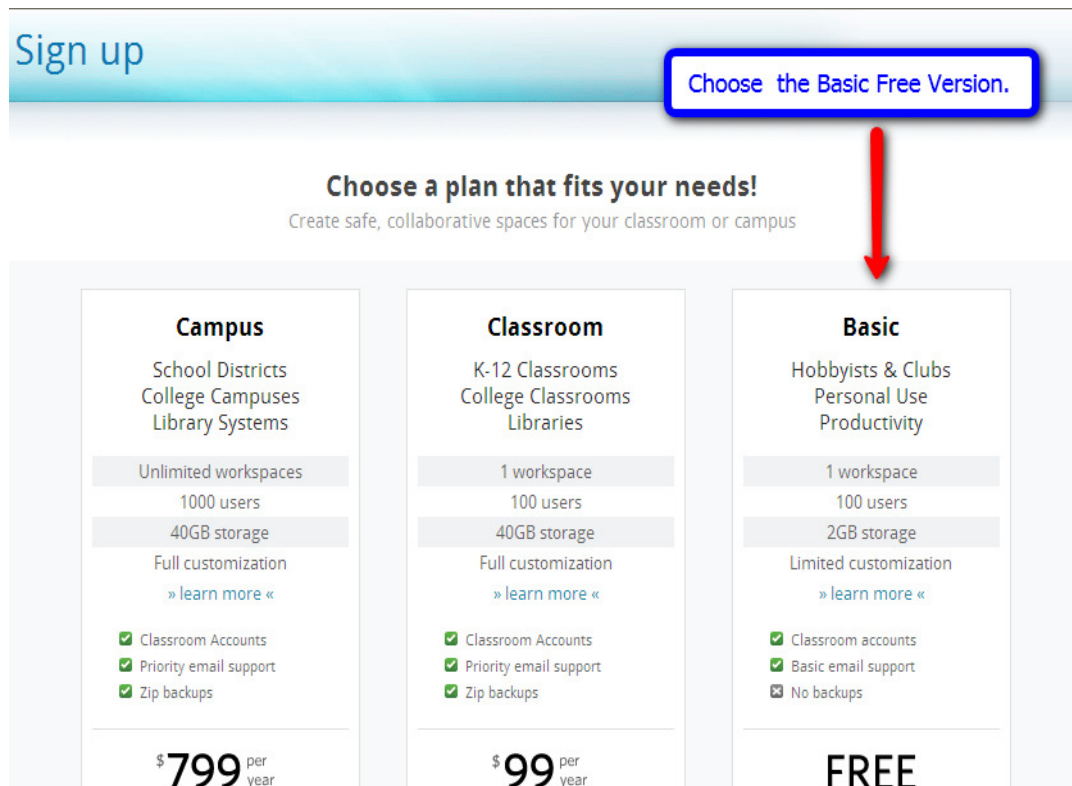 Sign up
Choose the Basic Free Version.
Choose a plan that fits your needs!
Create safe, collaborative spaces for your classroom or campus
Campus
School Districts
College Campuses
Library Systems
Unlimited workspaces
1000 users
40GB storage
Full customization
» learn more «
Classroom Accounts
Priority email support
Zip backups
$799 per year
Classroom
K-12 Classrooms
College Classrooms
Libraries
1 workspace
100 users
40GB storage
Full customization
» learn more «
Classroom Accounts
Priority email support
Zip backups
$99 per year
Basic
Hobbyists & Clubs
Personal Use
Productivity
1 workspace
100 users
2GB storage
Limited customization
» learn more «
Classroom accounts
Basic email support
No backups
FREE